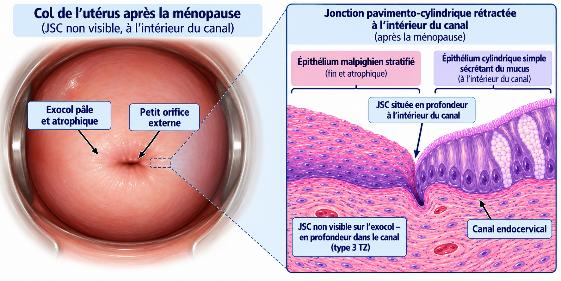 Col de l'utérus après la ménopause
(JSC non visible, à l'intérieur du canal)
Exocol pâle
et atrophique
Petit orifice
externe
Jonction pavimento-cylindrique rétractée
à l'intérieur du canal
(après la ménopause)
Épithélium malpighien stratifié
(fin et atrophique)
Épithélium cylindrique simple
sécrétant du mucus
(à l'intérieur du canal)
JSC située en profondeur
à l'intérieur du canal
JSC non visible sur l'exocol –
en profondeur dans le canal
(type 3 TZ)
Canal endocervical